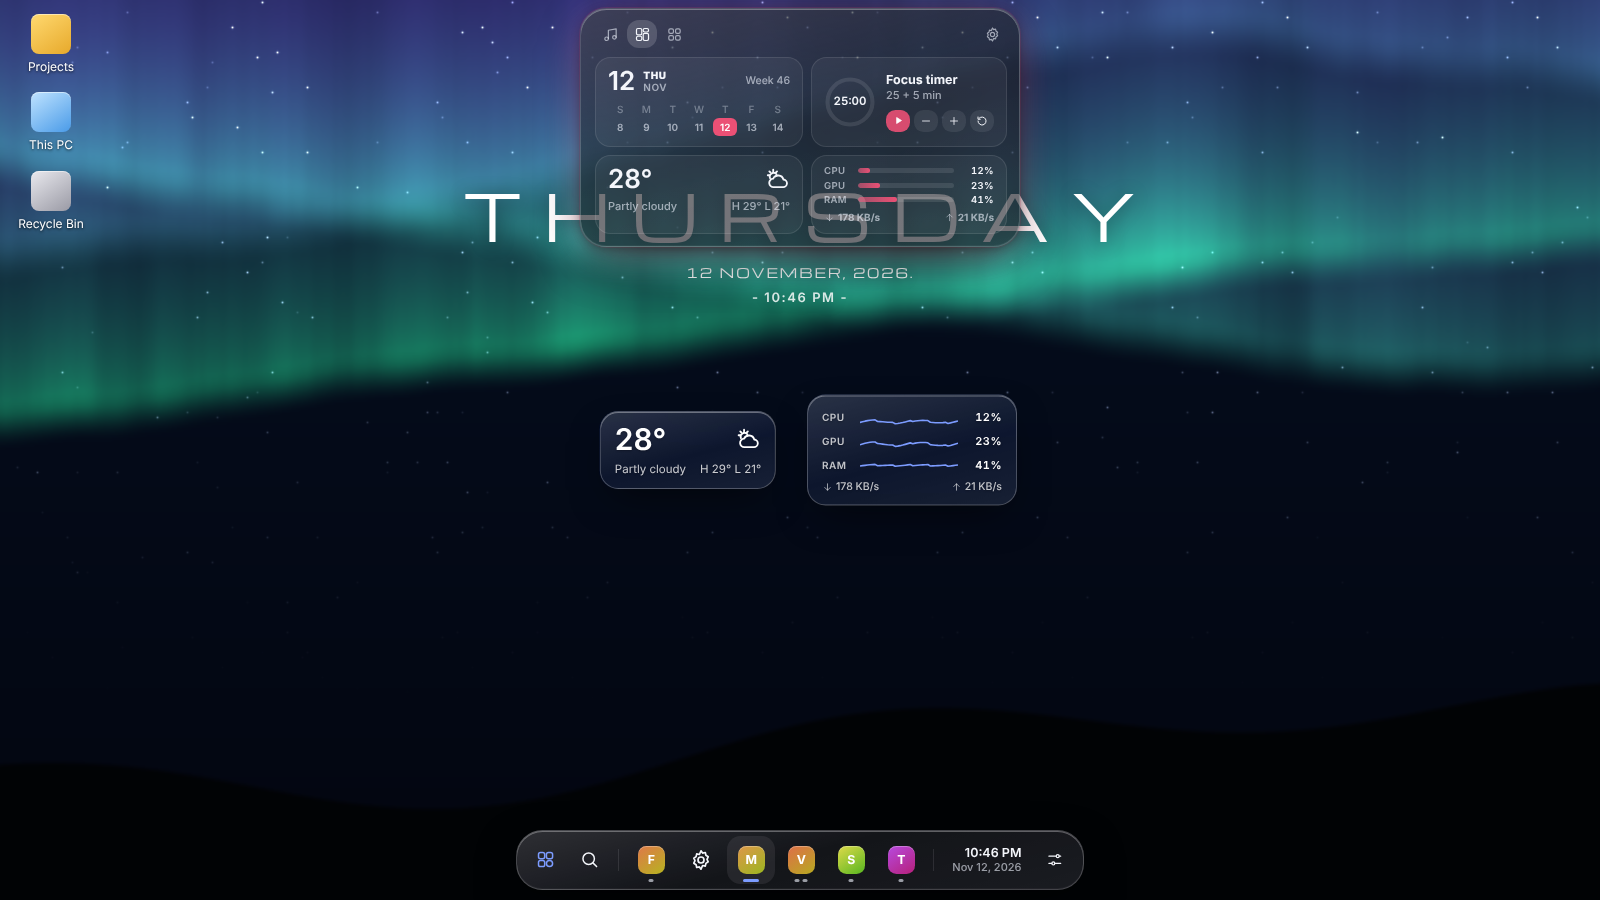 Projects
This PC
Recycle Bin
12 THU NOV Week 46
S M T W T F S
8 9 10 11 12 13 14
25:00
Focus timer
25 + 5 min
28°
Partly cloudy H 29° L 21°
CPU 12%
GPU 23%
RAM 41%
↓ 178 KB/s ↑ 21 KB/s
THURSDAY
12 NOVEMBER, 2026.
- 10:46 PM -
28°
Partly cloudy H 29° L 21°
CPU 12%
GPU 23%
RAM 41%
↓ 178 KB/s ↑ 21 KB/s
F M V S T
10:46 PM
Nov 12, 2026